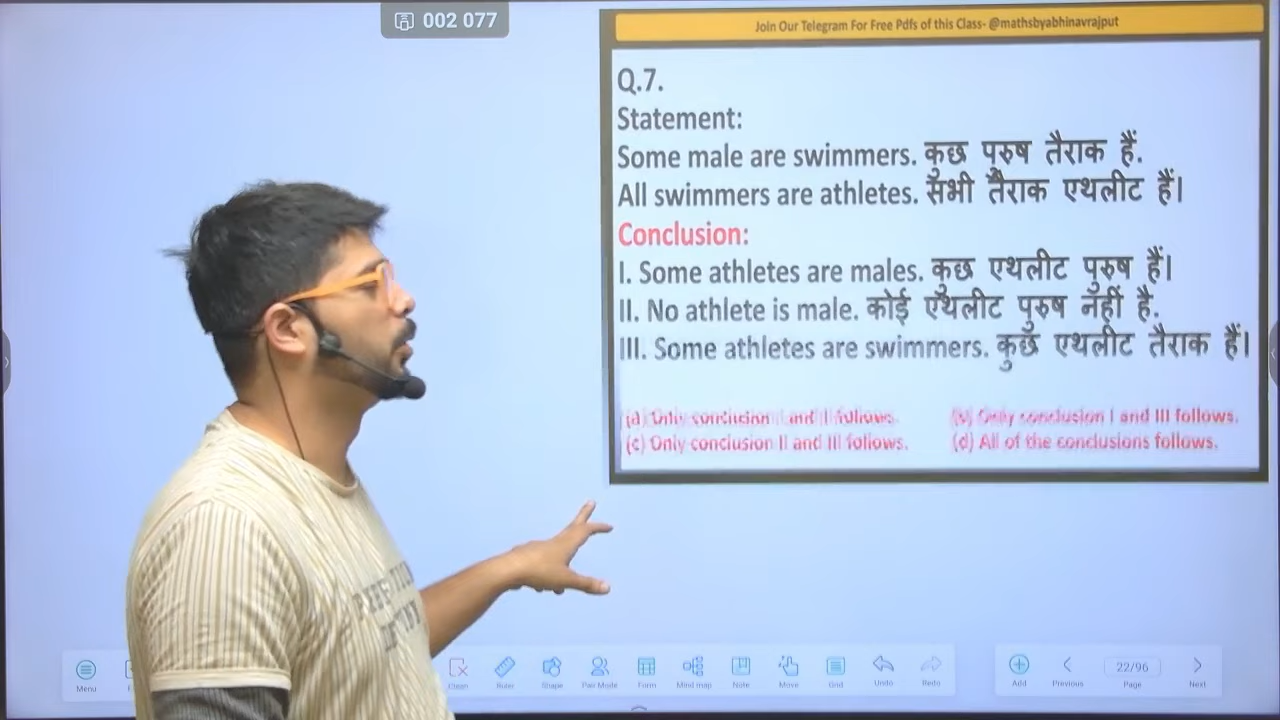 002 077
Join Our Telegram For Free Pdfs of this Class- @mathsbyabhinavrajput
Q.7.
Statement:
Some male are swimmers. कुछ पुरुष तैराक हैं.
All swimmers are athletes. सभी तैराक एथलीट हैं।
Conclusion:
I. Some athletes are males. कुछ एथलीट पुरुष हैं।
II. No athlete is male. कोई एथलीट पुरुष नहीं है.
III. Some athletes are swimmers. कुछ एथलीट तैराक हैं।
(a) Only conclusion I and II follows. (b) Only conclusion I and III follows.
(c) Only conclusion II and III follows. (d) All of the conclusions follows.
Menu Clean Ruler Shape Pair Mode Form Mind map Note Move Grid Undo Redo Add Previous 22/96 Page Next